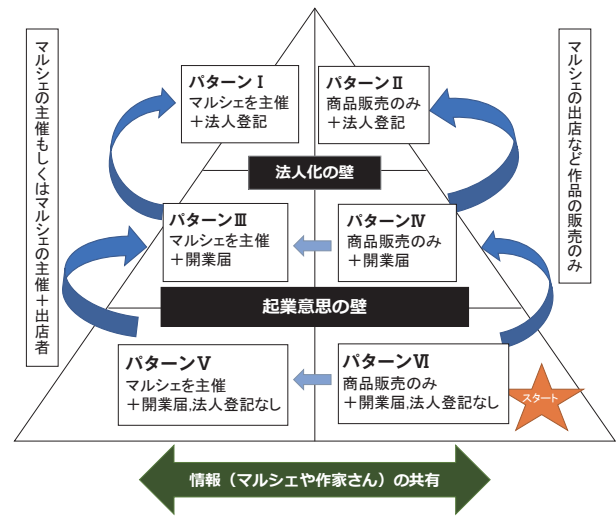 マルシェの主催もしくはマルシェの主催＋出店者
パターンⅠ
マルシェを主催
＋法人登記
パターンⅡ
商品販売のみ
＋法人登記
マルシェの出店など作品の販売のみ
法人化の壁
パターンⅢ
マルシェを主催
＋開業届
パターンⅣ
商品販売のみ
＋開業届
起業意思の壁
パターンⅤ
マルシェを主催
＋開業届,法人登記なし
パターンⅥ
商品販売のみ
＋開業届,法人登記なし
スタート
情報（マルシェや作家さん）の共有